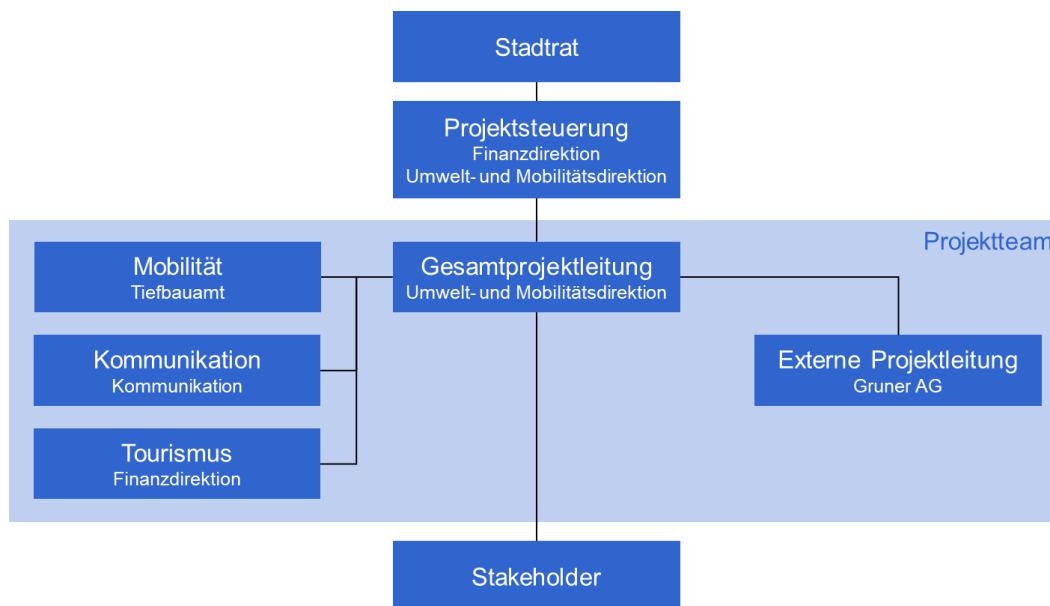 Stadtrat
Projektsteuerung
Finanzdirektion
Umwelt- und Mobilitätsdirektion
Projektteam
Mobilität
Tiefbauamt
Gesamtprojektleitung
Umwelt- und Mobilitätsdirektion
Kommunikation
Kommunikation
Externe Projektleitung
Gruner AG
Tourismus
Finanzdirektion
Stakeholder